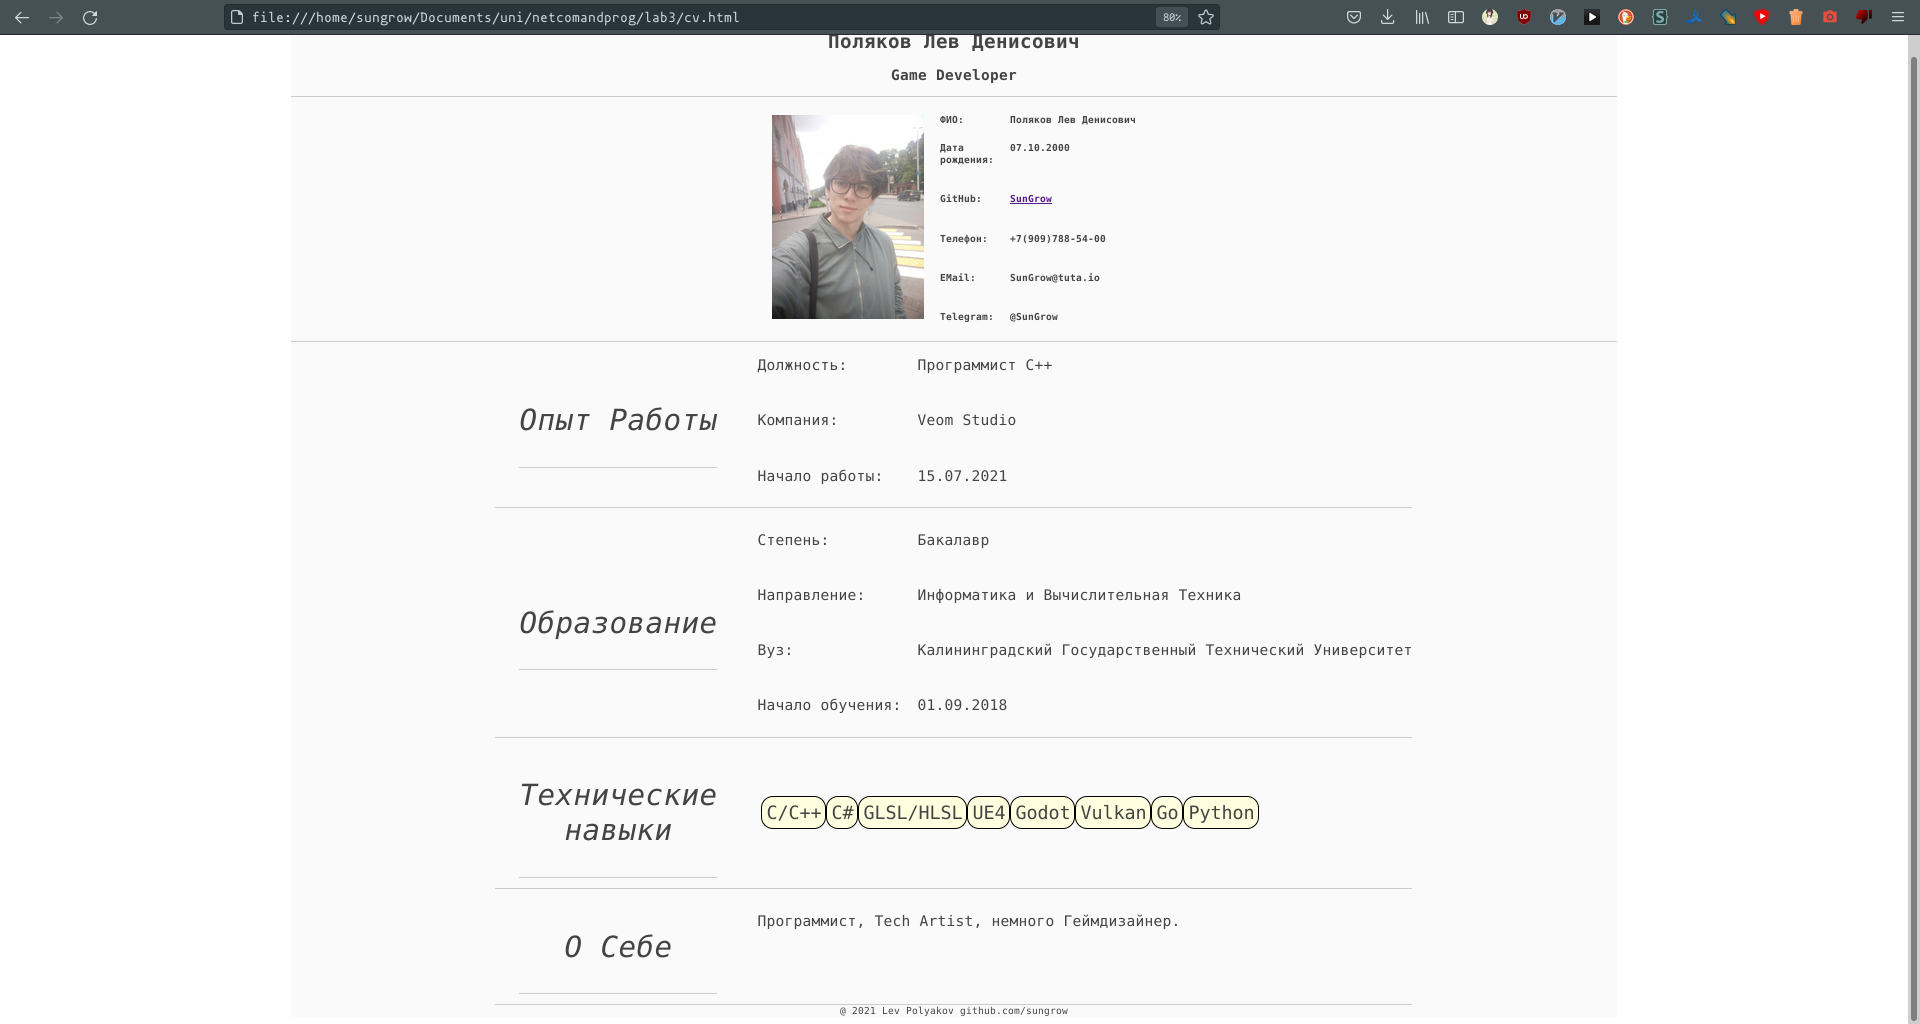 file:///home/sungrow/Documents/uni/netcomandprog/lab3/cv.html 80%
Поляков Лев Денисович
Game Developer
ФИО: Поляков Лев Денисович
Дата рождения: 07.10.2000
GitHub: SunGrow
Телефон: +7(909)788-54-00
EMail: SunGrow@tuta.io
Telegram: @SunGrow
Опыт Работы
Должность: Программист C++
Компания: Veom Studio
Начало работы: 15.07.2021
Образование
Степень: Бакалавр
Направление: Информатика и Вычислительная Техника
Вуз: Калининградский Государственный Технический Университет
Начало обучения: 01.09.2018
Технические
навыки
C/C++ C# GLSL/HLSL UE4 Godot Vulkan Go Python
О Себе
Программист, Tech Artist, немного Геймдизайнер.
@ 2021 Lev Polyakov github.com/sungrow